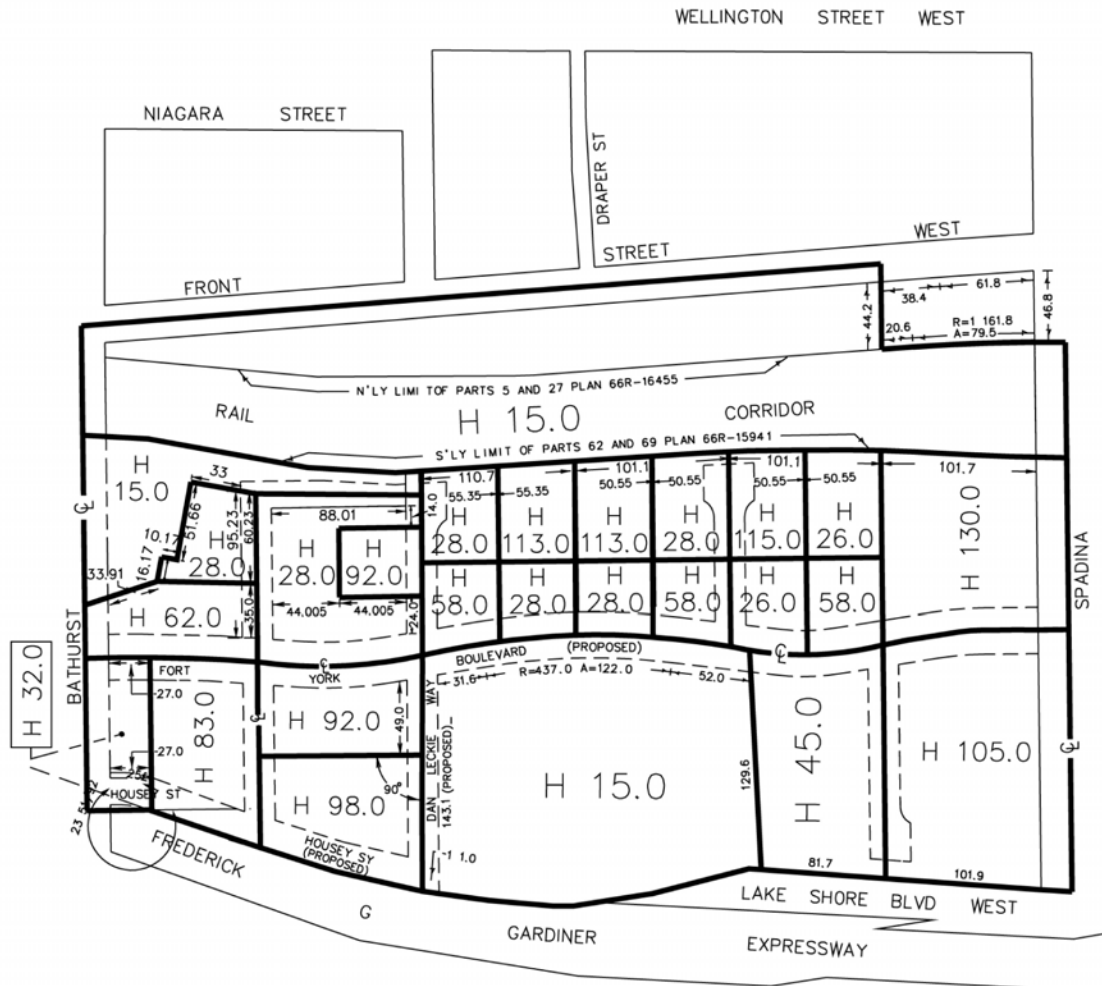 WELLINGTON STREET WEST
NIAGARA STREET
DRAPER ST
FRONT
STREET
WEST
38.4
61.8
44.2
46.8
20.6
R=1 161.8
A=79.5
N'LY LIMI TOF PARTS 5 AND 27 PLAN 66R-16455
RAIL
H 15.0
CORRIDOR
S'LY LIMIT OF PARTS 62 AND 69 PLAN 66R-15941
H
15.0
33
110.7
101.1
101.1
101.7
55.35
55.35
50.55
50.55
50.55
50.55
14.0
88.01
51.66
95.23
60.23
10.17
16.17
33.91
H
28.0
H
28.0
H
92.0
H
28.0
H
113.0
H
113.0
H
28.0
H
115.0
H
26.0
H 130.0
44.005
44.005
24.0
35.0
H 62.0
H
58.0
H
28.0
H
28.0
H
58.0
H
26.0
H
58.0
SPADINA
BATHURST
CL
CL
CL
CL
CL
FORT
YORK
BOULEVARD
(PROPOSED)
31.6
R=437.0 A=122.0
52.0
H 32.0
27.0
27.0
H 83.0
H 92.0
49.0
DAN LECKIE WAY
143.1 (PROPOSED)
H 45.0
H 105.0
H 15.0
129.6
90°
H 98.0
HOUSEY ST
HOUSEY SY
(PROPOSED)
1 1.0
81.7
101.9
FREDERICK
G
GARDINER
EXPRESSWAY
LAKE SHORE BLVD WEST